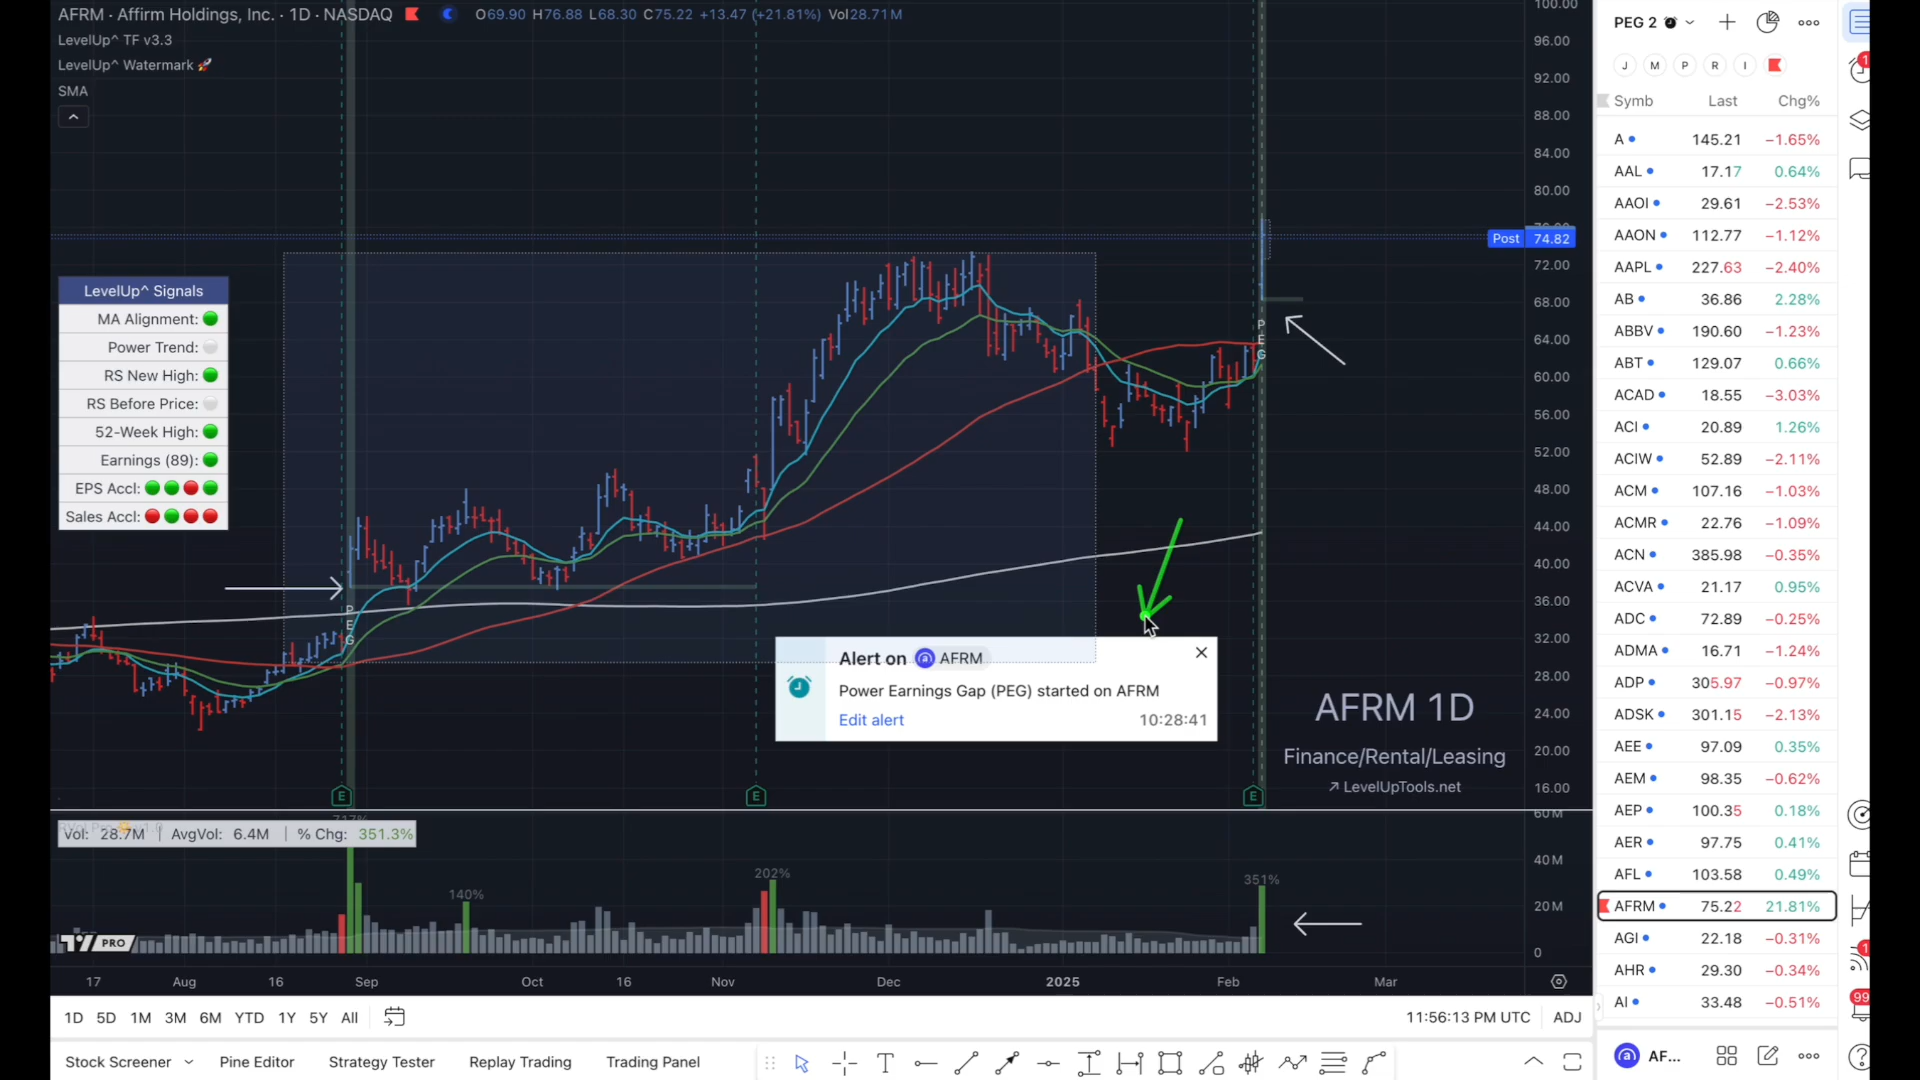 AFRM · Affirm Holdings, Inc. · 1D · NASDAQ O69.90 H76.88 L68.30 C75.22 +13.47 (+21.81%) Vol28.71M
LevelUp^ TF v3.3
LevelUp^ Watermark 🚀
SMA
LevelUp^ Signals
MA Alignment:
Power Trend:
RS New High:
RS Before Price:
52-Week High:
Earnings (89):
EPS Accl:
Sales Accl:
P
E
G
P
E
G
Alert on AFRM
Power Earnings Gap (PEG) started on AFRM
Edit alert 10:28:41
AFRM 1D
Finance/Rental/Leasing
↗ LevelUpTools.net
E E E
100.00
96.00
92.00
88.00
84.00
80.00
Post 74.82
72.00
68.00
64.00
60.00
56.00
52.00
48.00
44.00
40.00
36.00
32.00
28.00
24.00
20.00
16.00
Vol: 28.7M | AvgVol: 6.4M | % Chg: 351.3%
140%
202%
351%
60M
40M
20M
0
TV PRO
17 Aug 16 Sep Oct 16 Nov Dec 2025 Feb Mar
1D 5D 1M 3M 6M YTD 1Y 5Y All 11:56:13 PM UTC ADJ
Stock Screener Pine Editor Strategy Tester Replay Trading Trading Panel
PEG 2
J M P R I
Symb Last Chg%
A 145.21 −1.65%
AAL 17.17 0.64%
AAOI 29.61 −2.53%
AAON 112.77 −1.12%
AAPL 227.63 −2.40%
AB 36.86 2.28%
ABBV 190.60 −1.23%
ABT 129.07 0.66%
ACAD 18.55 −3.03%
ACI 20.89 1.26%
ACIW 52.89 −2.11%
ACM 107.16 −1.03%
ACMR 22.76 −1.09%
ACN 385.98 −0.35%
ACVA 21.17 0.95%
ADC 72.89 −0.25%
ADMA 16.71 −1.24%
ADP 305.97 −0.97%
ADSK 301.15 −2.13%
AEE 97.09 0.35%
AEM 98.35 −0.62%
AEP 100.35 0.18%
AER 97.75 0.41%
AFL 103.58 0.49%
AFRM 75.22 21.81%
AGI 22.18 −0.31%
AHR 29.30 −0.34%
AI 33.48 −0.51%
AF...
1
1
99